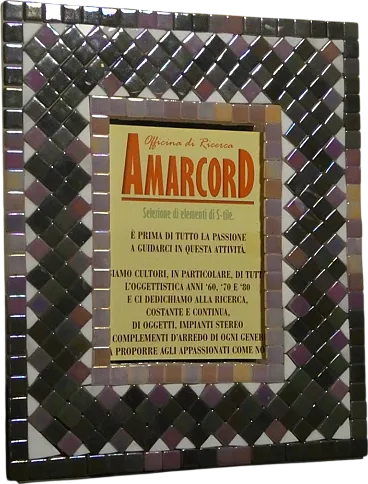 Officina di Ricerca
AMARCORD
Selezione di elementi di S-tile.
È PRIMA DI TUTTO LA PASSIONE
A GUIDARCI IN QUESTA ATTIVITÀ.
IAMO CULTORI, IN PARTICOLARE, DI TUTT
L'OGGETTISTICA ANNI '60, '70 E '80
E CI DEDICHIAMO ALLA RICERCA,
COSTANTE E CONTINUA,
DI OGGETTI, IMPIANTI STEREO
COMPLEMENTI D'ARREDO DI OGNI GENER
A PROPORRE AGLI APPASSIONATI COME NO